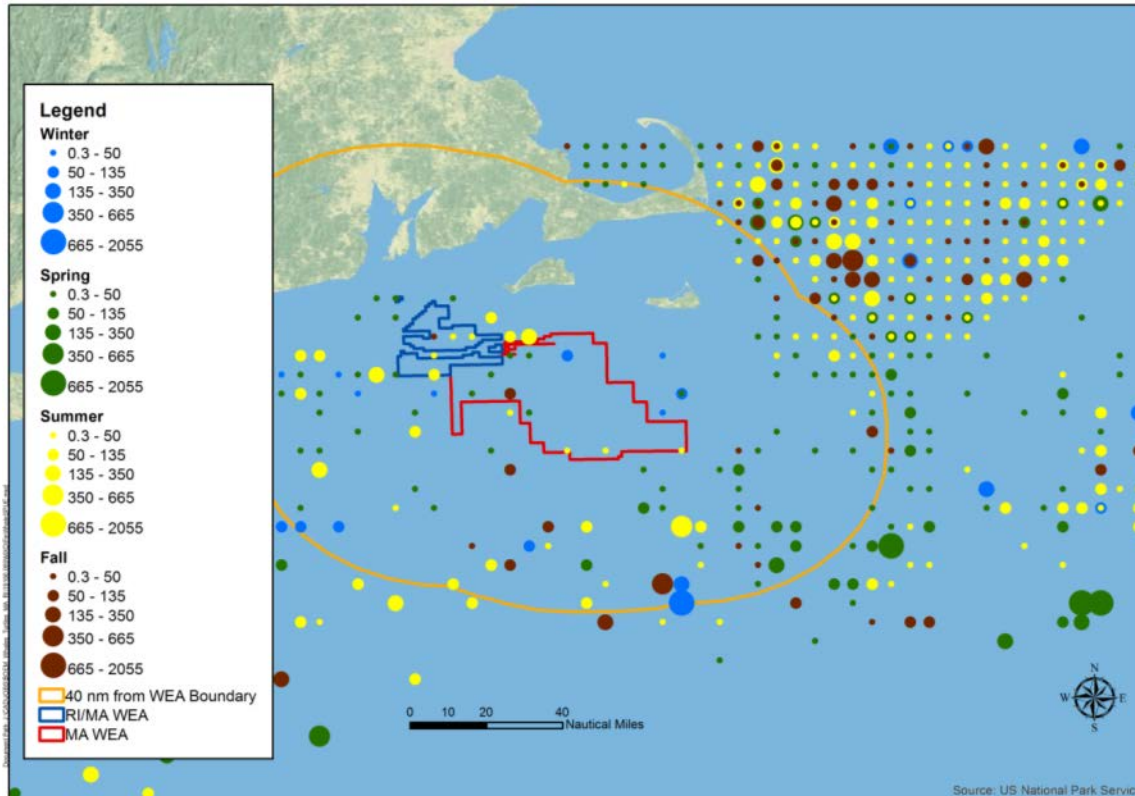 Legend
Winter
0.3 - 50
50 - 135
135 - 350
350 - 665
665 - 2055
Spring
0.3 - 50
50 - 135
135 - 350
350 - 665
665 - 2055
Summer
0.3 - 50
50 - 135
135 - 350
350 - 665
665 - 2055
Fall
0.3 - 50
50 - 135
135 - 350
350 - 665
665 - 2055
40 nm from WEA Boundary
RI/MA WEA
MA WEA
0 10 20 40
Nautical Miles
N
W E
S
Source: US National Park Servic